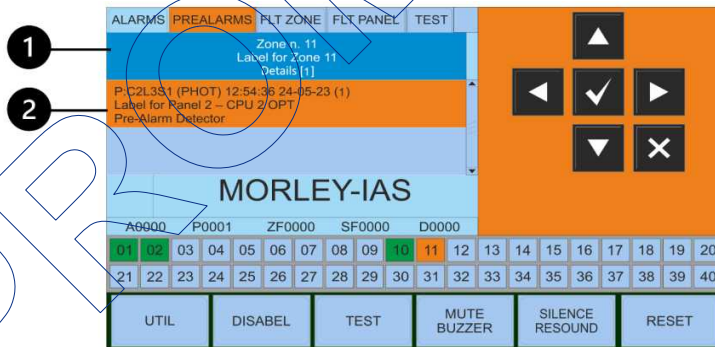 ALARMS PREALARMS FLT ZONE FLT PANEL TEST
1
Zone n. 11
Label for Zone 11
Details [1]
2
P:C2L3S1 (PHOT) 12:54:36 24-05-23 (1)
Label for Panel 2 – CPU 2 OPT
Pre-Alarm Detector
MORLEY-IAS
A0000 P0001 ZF0000 SF0000 D0000
01 02 03 04 05 06 07 08 09 10 11 12 13 14 15 16 17 18 19 20
21 22 23 24 25 26 27 28 29 30 31 32 33 34 35 36 37 38 39 40
UTIL DISABEL TEST MUTE BUZZER SILENCE RESOUND RESET